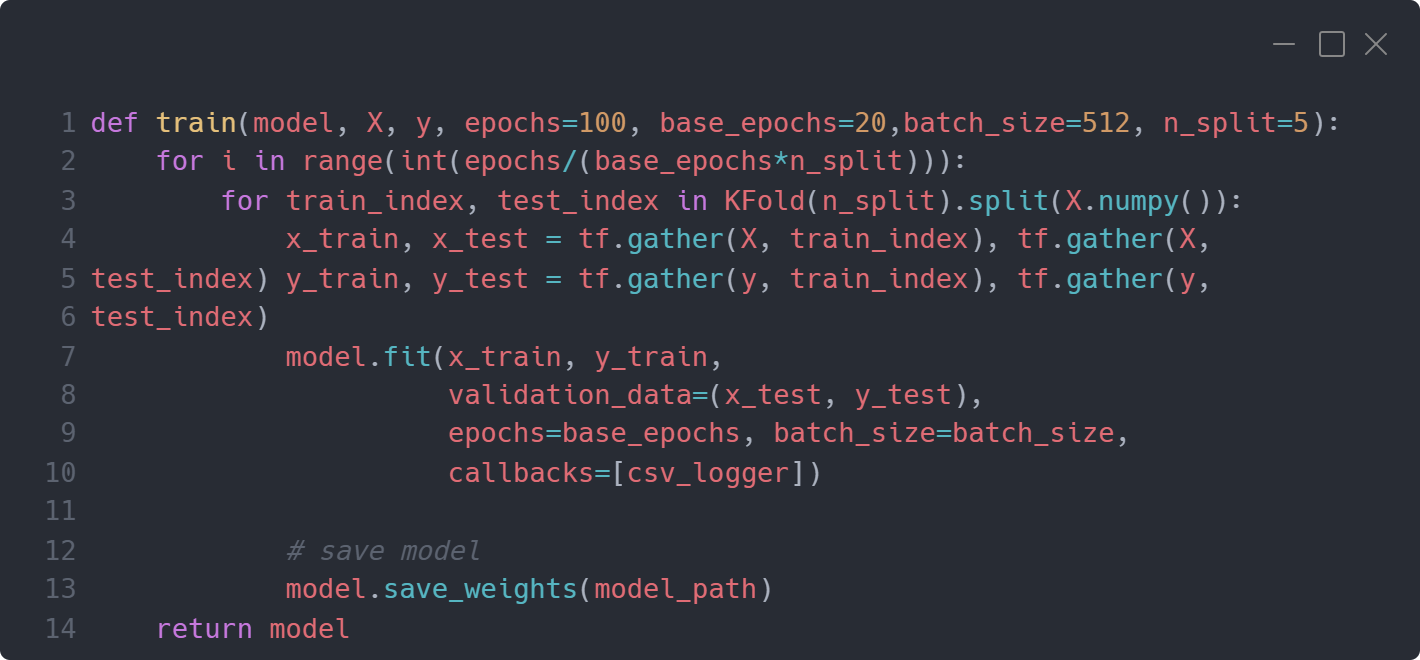 1 def train(model, X, y, epochs=100, base_epochs=20,batch_size=512, n_split=5):
2     for i in range(int(epochs/(base_epochs*n_split))):
3         for train_index, test_index in KFold(n_split).split(X.numpy()):
4             x_train, x_test = tf.gather(X, train_index), tf.gather(X,
5 test_index) y_train, y_test = tf.gather(y, train_index), tf.gather(y,
6 test_index)
7             model.fit(x_train, y_train,
8                       validation_data=(x_test, y_test),
9                       epochs=base_epochs, batch_size=batch_size,
10                       callbacks=[csv_logger])
11
12             # save model
13             model.save_weights(model_path)
14     return model